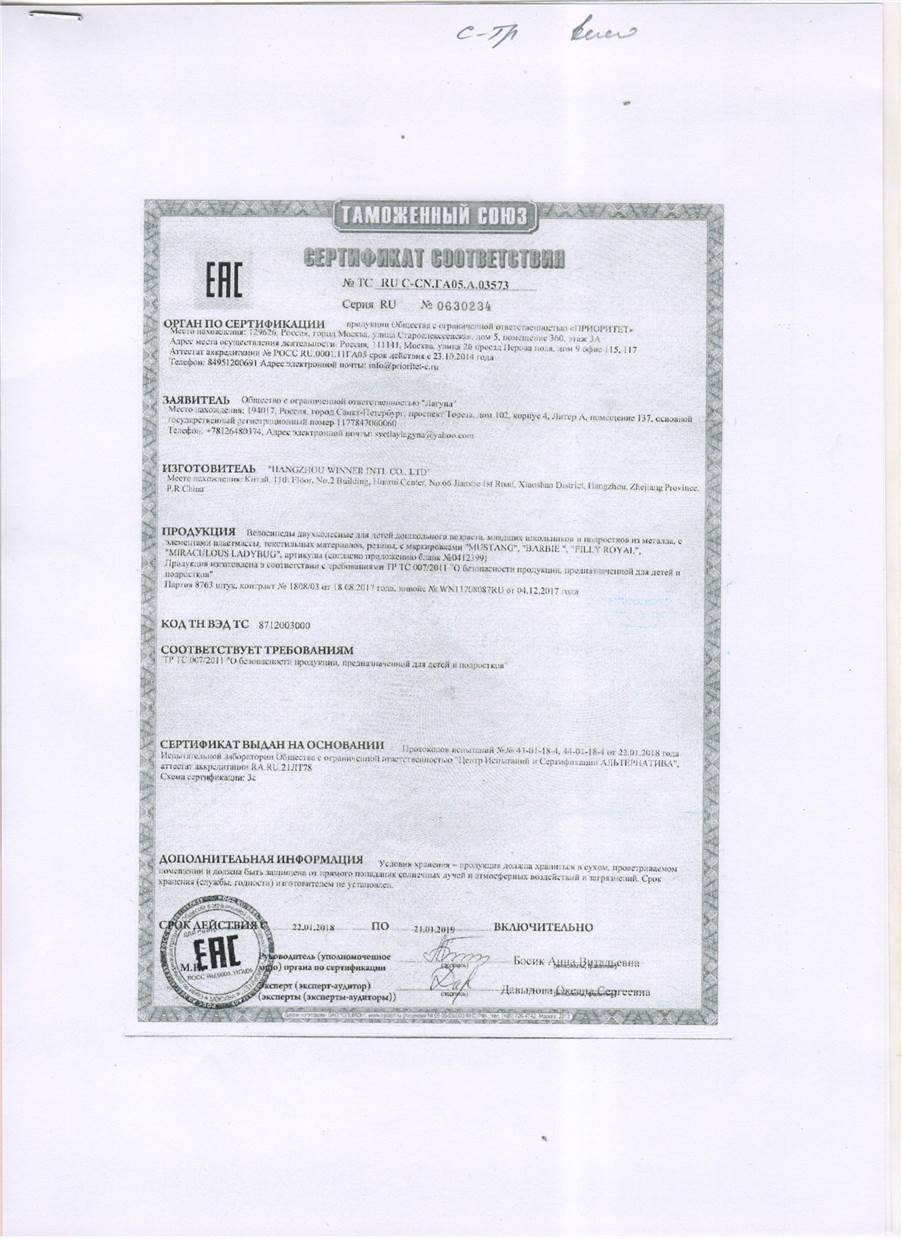 с-тр вело
ТАМОЖЕННЫЙ СОЮЗ
СЕРТИФИКАТ СООТВЕТСТВИЯ
ЕАС
№ ТС RU C-CN.ГА05.А.03573
Серия RU № 0630234
ОРГАН ПО СЕРТИФИКАЦИИ продукции Общества с ограниченной ответственностью «ПРИОРИТЕТ»
Место нахождения: 129626, Россия, город Москва, улица Староалексеевская, дом 5, помещение 360, этаж 3А
Адрес места осуществления деятельности: Россия, 111141, Москва, улица 2я проезд Перова поля, дом 9 офис 115, 117
Аттестат аккредитации № РОСС RU.0001.11ГА05 срок действия с 23.10.2014 года
Телефон: 84951200691 Адрес электронной почты: info@prioritet-c.ru
ЗАЯВИТЕЛЬ Общество с ограниченной ответственностью "Лагуна"
Место нахождения: 194017, Россия, город Санкт-Петербург, проспект Тореза, дом 102, корпус 4, Литер А, помещение 137, основной
государственный регистрационный номер 1177847060060
Телефон: +78126480374, Адрес электронной почты: svetlaylagyna@yahoo.com
ИЗГОТОВИТЕЛЬ "HANGZHOU WINNER INTL CO., LTD"
Место нахождения: Китай, 11th Floor, No.2 Building, Huarui Center, No.66 Jianshe 1st Road, Xiaoshan District, Hangzhou, Zhejiang Province,
P.R China
ПРОДУКЦИЯ Велосипеды двухколесные для детей дошкольного возраста, младших школьников и подростков из металла, с
элементами пластмассы, текстильных материалов, резины, с маркировками "MUSTANG", "BARBIE ", "FILLY ROYAL",
"MIRACULOUS LADYBUG", артикулы (согласно приложению бланк №0412399)
Продукция изготовлена в соответствии с требованиями ТР ТС 007/2011 "О безопасности продукции, предназначенной для детей и
подростков"
Партия 8763 штук, контракт № 1808/03 от 18.08.2017 года, инвойс № WN11708087RU от 04.12.2017 года
КОД ТН ВЭД ТС 8712003000
СООТВЕТСТВУЕТ ТРЕБОВАНИЯМ
ТР ТС 007/2011 "О безопасности продукции, предназначенной для детей и подростков"
СЕРТИФИКАТ ВЫДАН НА ОСНОВАНИИ Протоколов испытаний №№ 43-01-18-4, 44-01-18-4 от 22.01.2018 года
Испытательной лаборатории Общества с ограниченной ответственностью "Центр Испытаний и Сертификации АЛЬТЕРНАТИВА",
аттестат аккредитации RA.RU.21ЛТ78
Схема сертификации: 3с
ДОПОЛНИТЕЛЬНАЯ ИНФОРМАЦИЯ Условия хранения – продукция должна храниться в сухом, проветриваемом
помещении и должна быть защищена от прямого попадания солнечных лучей и атмосферных воздействий и загрязнений. Срок
хранения (службы, годности) изготовителем не установлен.
СРОК ДЕЙСТВИЯ С 22.01.2018 ПО 21.01.2019 ВКЛЮЧИТЕЛЬНО
ЕАС
М.П.
Руководитель (уполномоченное
лицо) органа по сертификации
(подпись)
Босик Анна Витальевна
Эксперт (эксперт-аудитор)
(эксперты (эксперты-аудиторы))
(подпись)
Давыдова Оксана Сергеевна